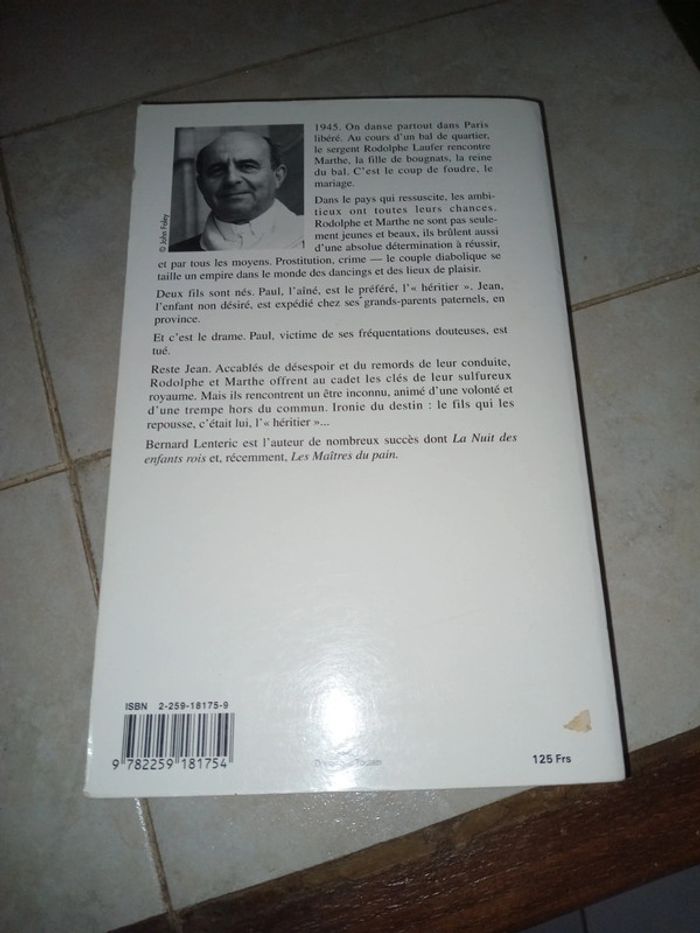 1945. On danse partout dans Paris
libéré. Au cours d'un bal de quartier,
le sergent Rodolphe Laufer rencontre
Marthe, la fille de bougnats, la reine
du bal. C'est le coup de foudre, le
mariage.
Dans le pays qui ressuscite, les ambi-
tieux ont toutes leurs chances.
Rodolphe et Marthe ne sont pas seule-
ment jeunes et beaux, ils brûlent aussi
d'une absolue détermination à réussir,
et par tous les moyens. Prostitution, crime — le couple diabolique se
taille un empire dans le monde des dancings et des lieux de plaisir.
Deux fils sont nés. Paul, l'aîné, est le préféré, l'« héritier ». Jean,
l'enfant non désiré, est expédié chez ses grands-parents paternels, en
province.
Et c'est le drame. Paul, victime de ses fréquentations douteuses, est
tué.
Reste Jean. Accablés de désespoir et du remords de leur conduite,
Rodolphe et Marthe offrent au cadet les clés de leur sulfureux
royaume. Mais ils rencontrent un être inconnu, animé d'une volonté et
d'une trempe hors du commun. Ironie du destin : le fils qui les
repousse, c'était lui, l'« héritier »...
Bernard Lenteric est l'auteur de nombreux succès dont La Nuit des
enfants rois et, récemment, Les Maîtres du pain.
© John Foley
ISBN 2-259-18175-9
9 782259 181754
125 Frs